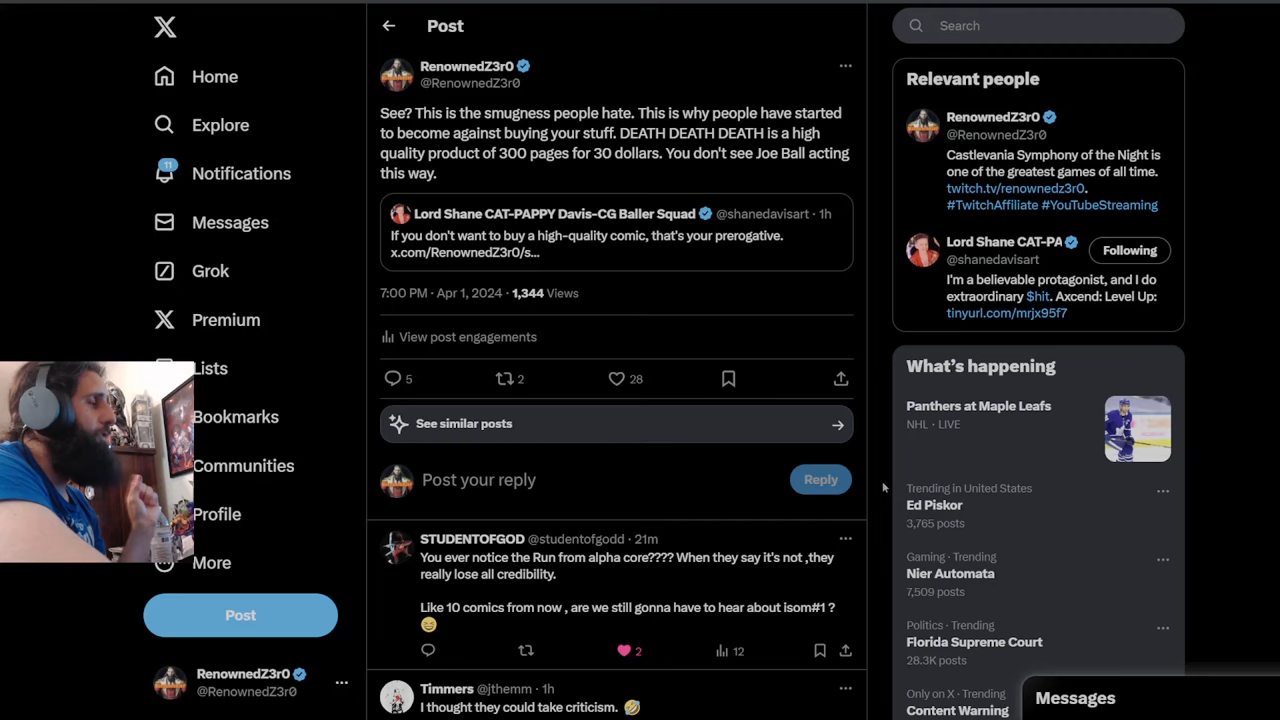 Home
Explore
11
Notifications
Messages
Grok
Premium
Lists
Bookmarks
Communities
Profile
More
Post
RenownedZ3r0
@RenownedZ3r0
Post
RenownedZ3r0
@RenownedZ3r0
See? This is the smugness people hate. This is why people have started
to become against buying your stuff. DEATH DEATH DEATH is a high
quality product of 300 pages for 30 dollars. You don't see Joe Ball acting
this way.
Lord Shane CAT-PAPPY Davis-CG Baller Squad @shanedavisart · 1h
If you don't want to buy a high-quality comic, that's your prerogative.
x.com/RenownedZ3r0/s...
7:00 PM · Apr 1, 2024 · 1,344 Views
View post engagements
5 2 28
See similar posts
Post your reply
Reply
STUDENTOFGOD @studentofgodd · 21m
You ever notice the Run from alpha core???? When they say it's not ,they
really lose all credibility.
Like 10 comics from now , are we still gonna have to hear about isom#1 ?
2 12
Timmers @jthemm · 1h
I thought they could take criticism.
Search
Relevant people
RenownedZ3r0
@RenownedZ3r0
Castlevania Symphony of the Night is
one of the greatest games of all time.
twitch.tv/renownedz3r0.
#TwitchAffiliate #YouTubeStreaming
Lord Shane CAT-PA
Following
@shanedavisart
I'm a believable protagonist, and I do
extraordinary $hit. Axcend: Level Up:
tinyurl.com/mrjx95f7
What's happening
Panthers at Maple Leafs
NHL · LIVE
Trending in United States
Ed Piskor
3,765 posts
Gaming · Trending
Nier Automata
7,509 posts
Politics · Trending
Florida Supreme Court
28.3K posts
Only on X · Trending
Content Warning
Messages